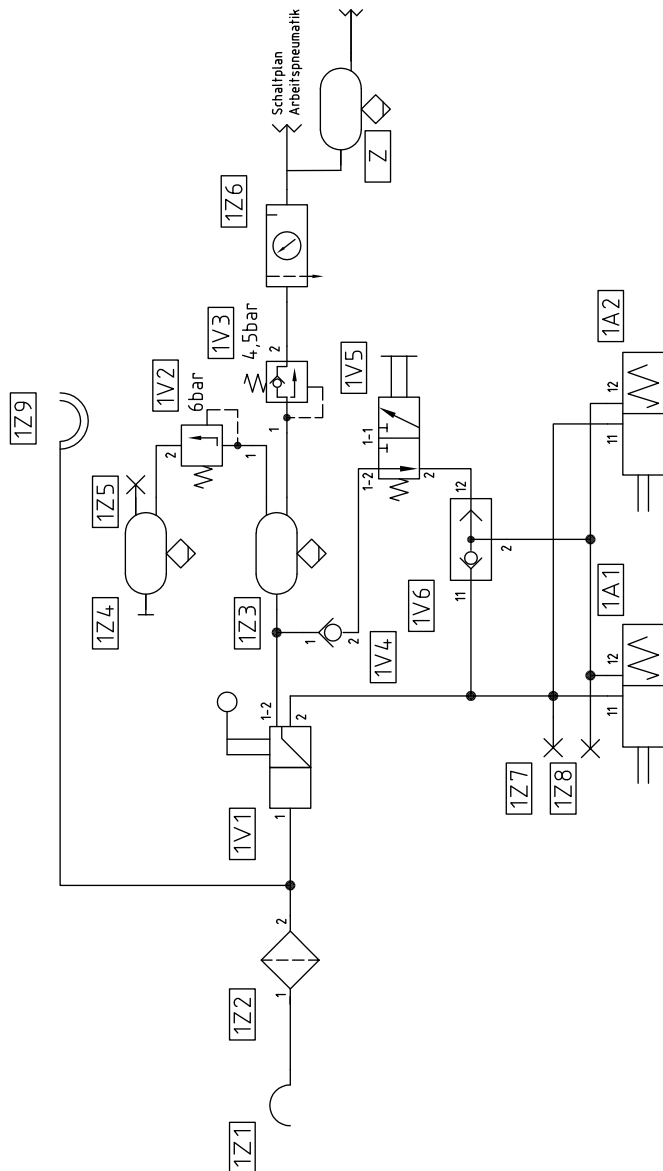 1Z9
1Z4
1Z5
1V2
6bar
2
1
1Z1
1Z2
1
2
1V1
1
1-2
2
1Z3
1V3
4,5bar
1
2
1Z6
Schaltplan
Arbeitspneumatik
Z
1V4
1
2
1V5
1-2
1-1
2
1V6
11
12
2
1Z7
1Z8
1A1
11
12
1A2
11
12